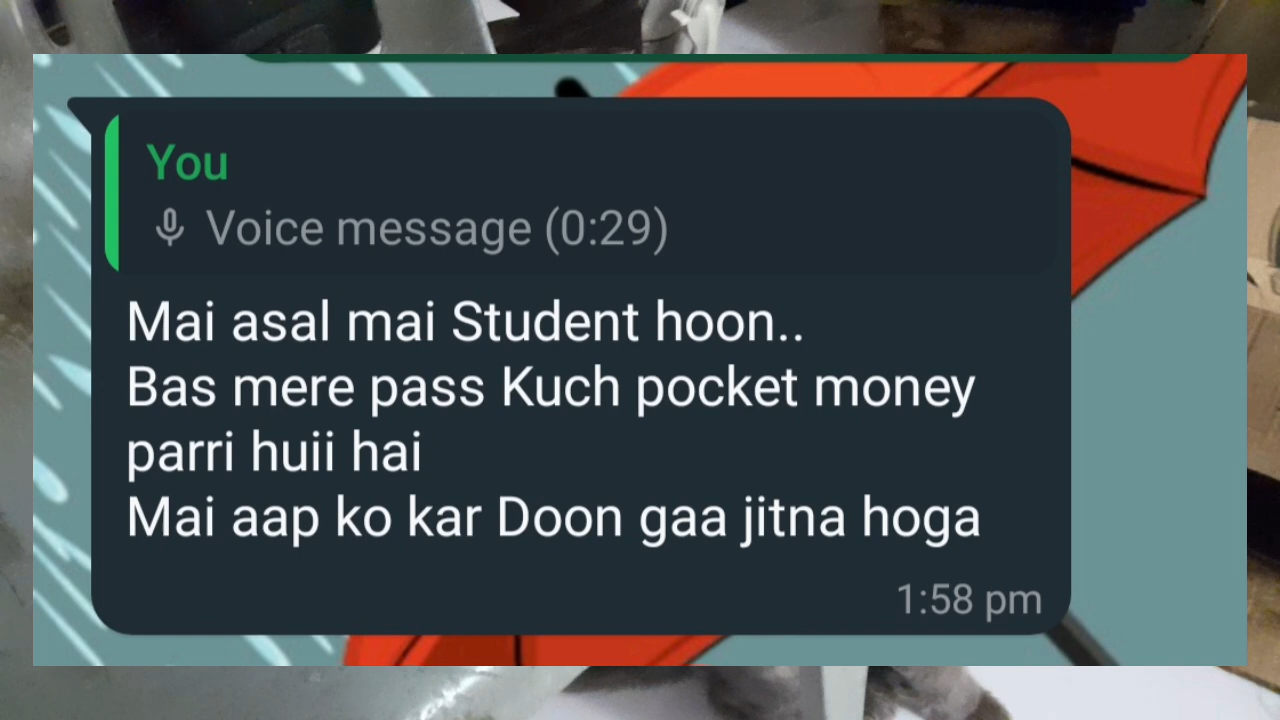 You
Voice message (0:29)
Mai asal mai Student hoon..
Bas mere pass Kuch pocket money
parri huii hai
Mai aap ko kar Doon gaa jitna hoga
1:58 pm